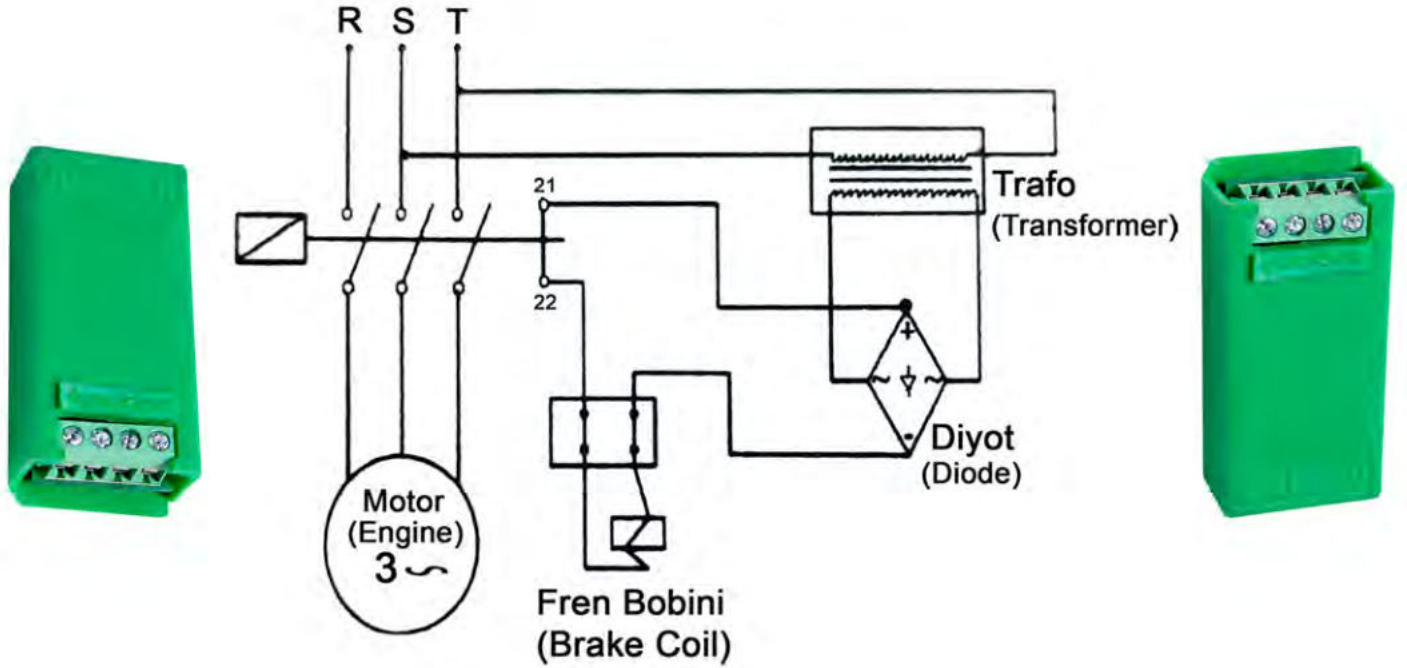 R S T
21
22
Trafo
(Transformer)
+
~ ~
-
Diyot
(Diode)
Motor
(Engine)
3~
Fren Bobini
(Brake Coil)